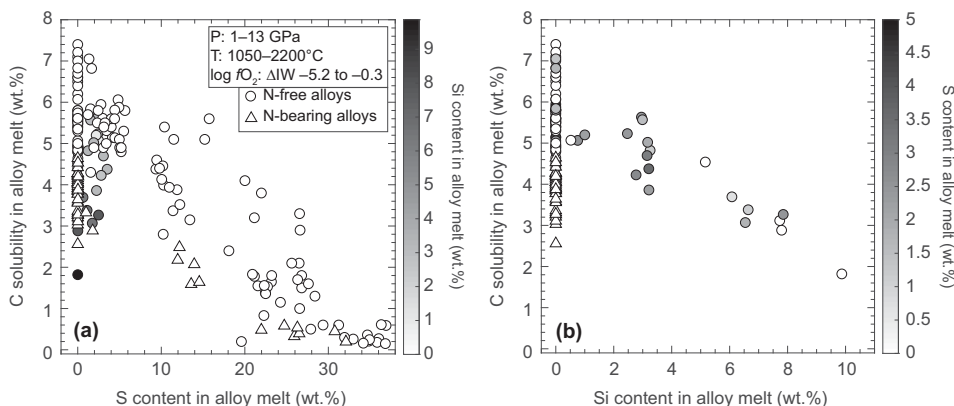 8
7
6
5
4
3
2
1
0
C solubility in alloy melt (wt.%)
P: 1–13 GPa
T: 1050–2200°C
log fO2: ΔIW –5.2 to –0.3
N-free alloys
N-bearing alloys
(a)
0 10 20 30
S content in alloy melt (wt.%)
9
8
7
6
5
4
3
2
1
0
Si content in alloy melt (wt.%)
8
7
6
5
4
3
2
1
0
C solubility in alloy melt (wt.%)
(b)
0 2 4 6 8 10
Si content in alloy melt (wt.%)
5
4.5
4
3.5
3
2.5
2
1.5
1
0.5
0
S content in alloy melt (wt.%)